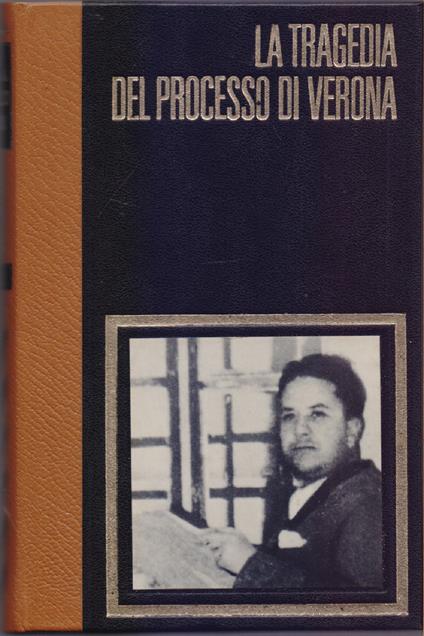 LA TRAGEDIA
DEL PROCESSO DI VERONA